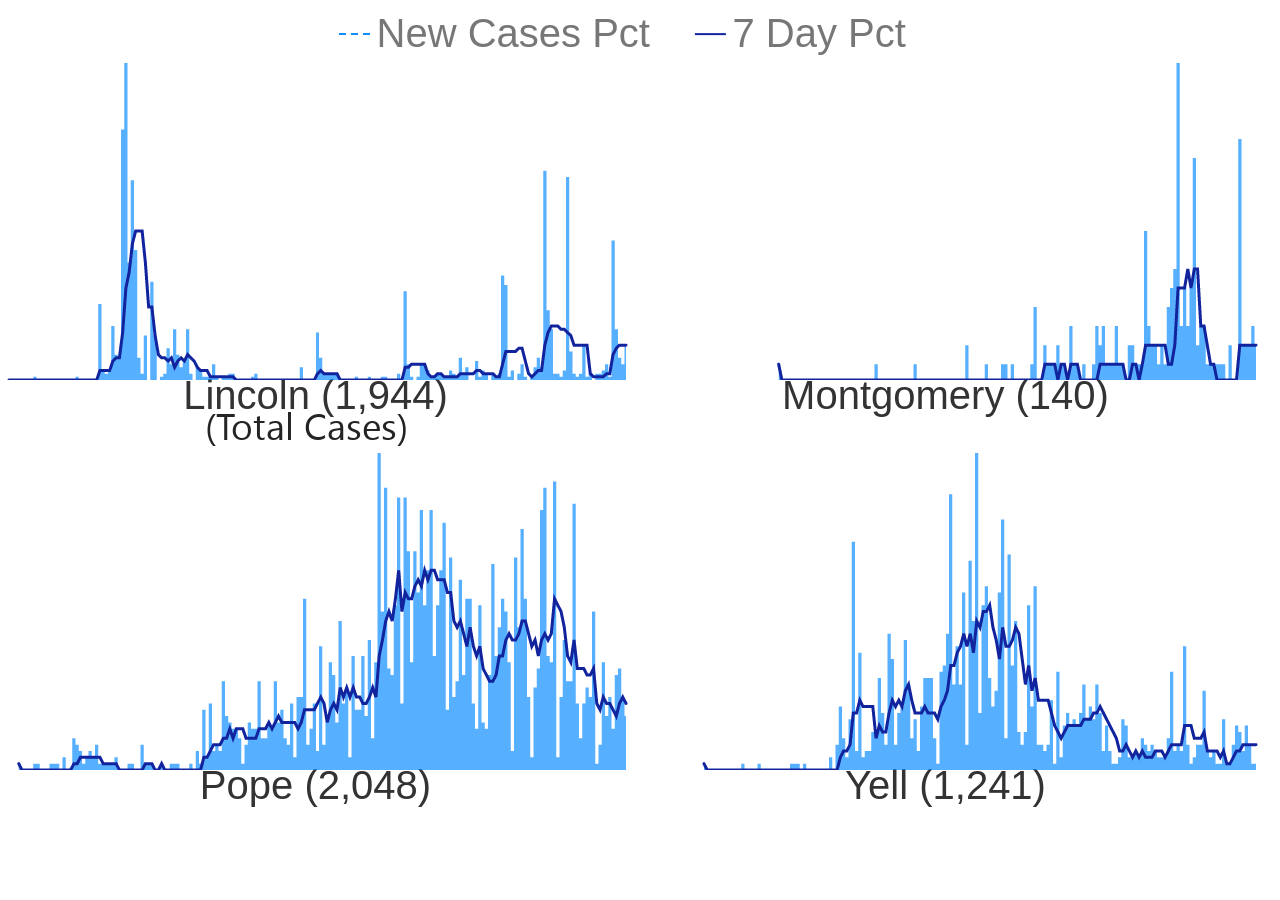 New Cases Pct 7 Day Pct
Lincoln (1,944) Montgomery (140)
(Total Cases)
Pope (2,048) Yell (1,241)